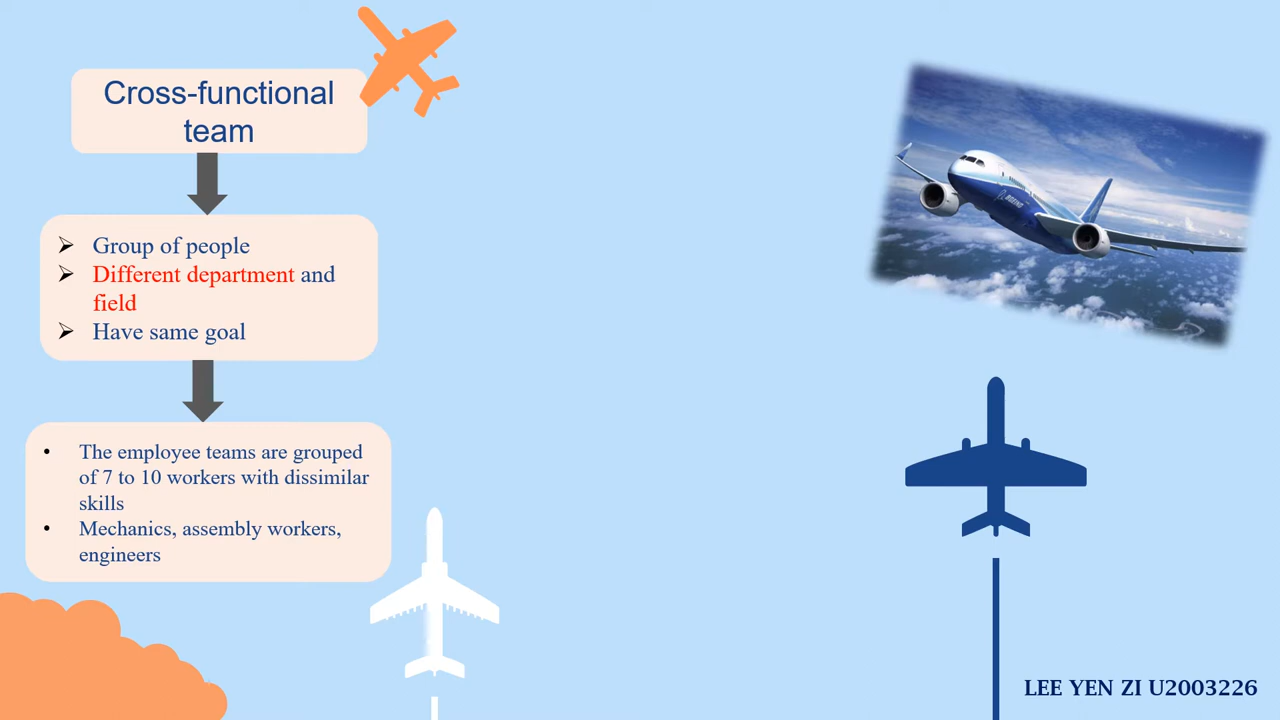 Cross-functional
team
➢ Group of people
➢ Different department and
field
➢ Have same goal
• The employee teams are grouped
of 7 to 10 workers with dissimilar
skills
• Mechanics, assembly workers,
engineers
BOEING
LEE YEN ZI U2003226